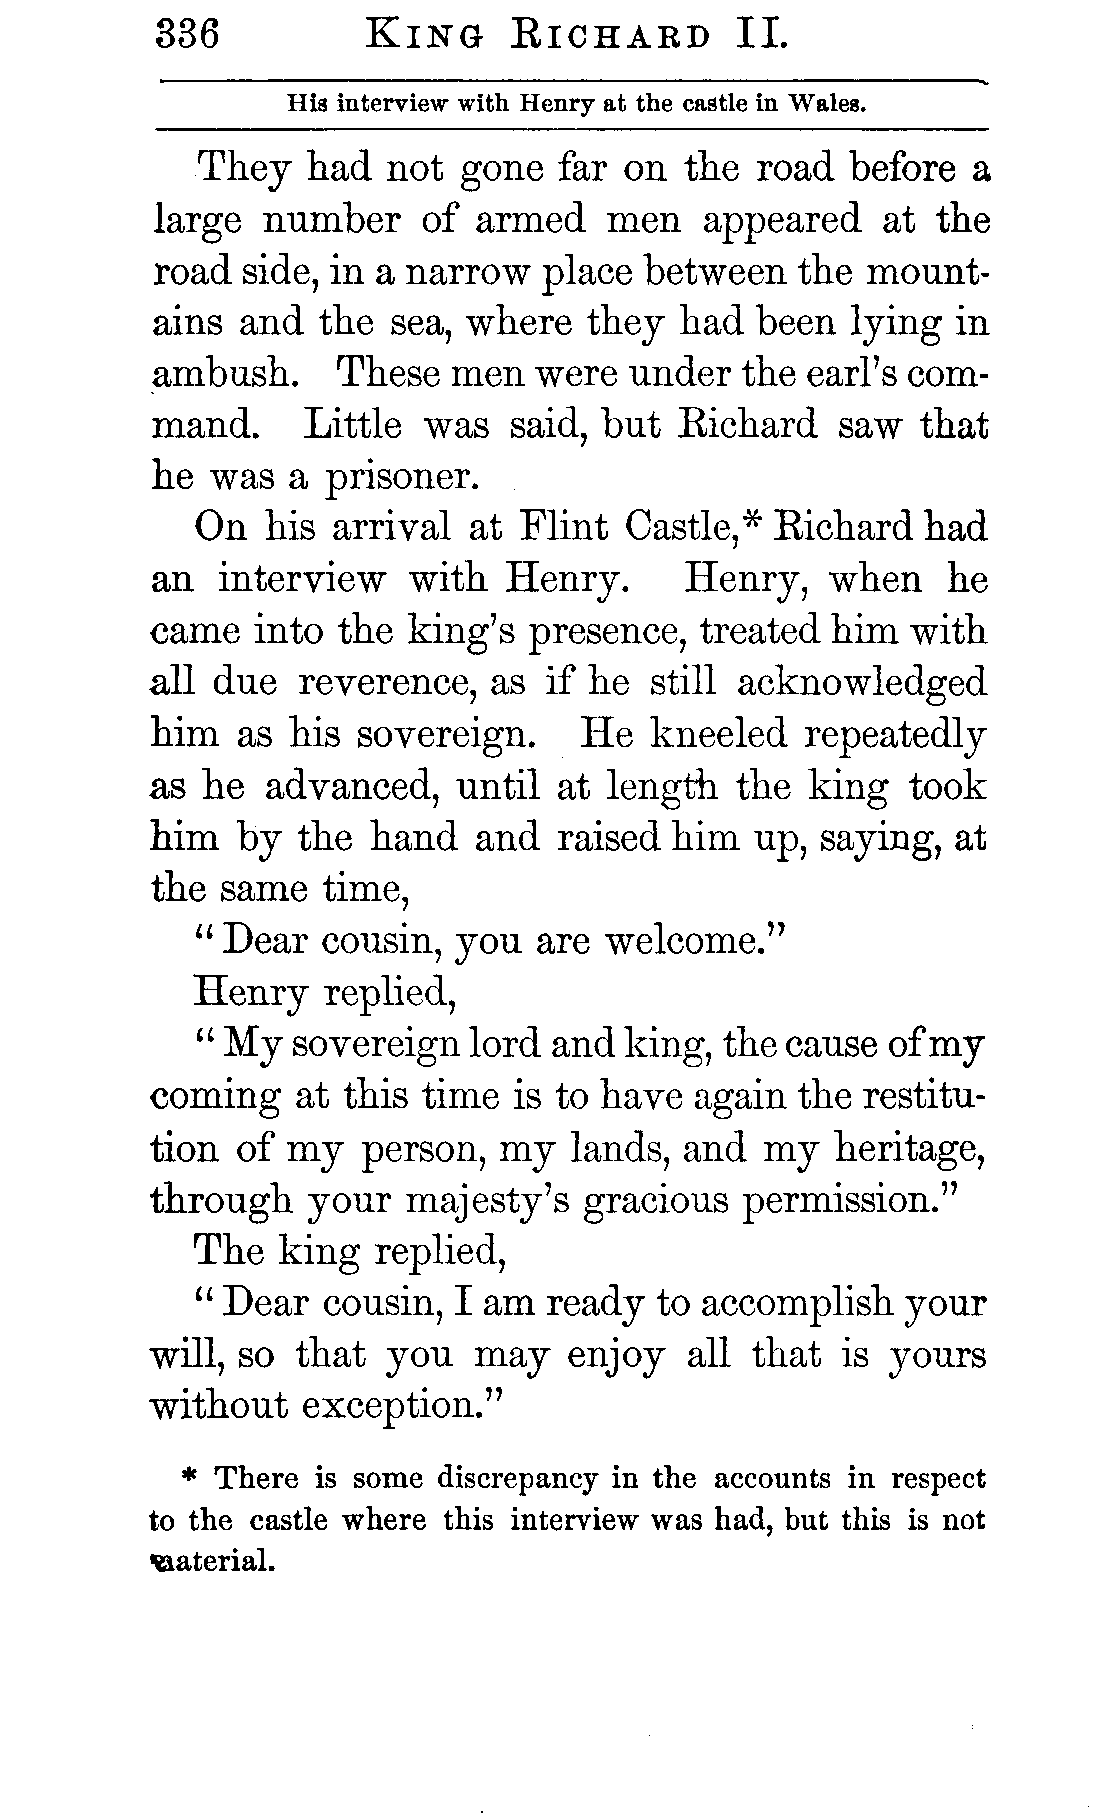 336 KING RICHARD II.
His interview with Henry at the castle in Wales.
They had not gone far on the road before a
large number of armed men appeared at the
road side, in a narrow place between the mount-
ains and the sea, where they had been lying in
ambush. These men were under the earl's com-
mand. Little was said, but Richard saw that
he was a prisoner.
On his arrival at Flint Castle,* Richard had
an interview with Henry. Henry, when he
came into the king's presence, treated him with
all due reverence, as if he still acknowledged
him as his sovereign. He kneeled repeatedly
as he advanced, until at length the king took
him by the hand and raised him up, saying, at
the same time,
"Dear cousin, you are welcome."
Henry replied,
"My sovereign lord and king, the cause of my
coming at this time is to have again the restitu-
tion of my person, my lands, and my heritage,
through your majesty's gracious permission."
The king replied,
"Dear cousin, I am ready to accomplish your
will, so that you may enjoy all that is yours
without exception."
* There is some discrepancy in the accounts in respect
to the castle where this interview was had, but this is not
material.